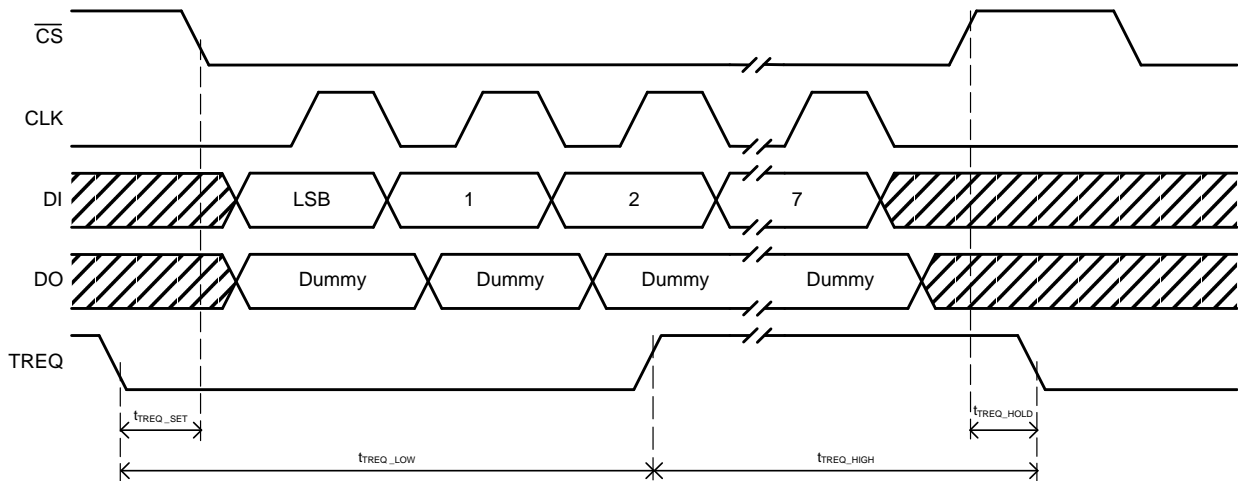 CS
CLK
DI LSB 1 2 7
DO Dummy Dummy Dummy Dummy
TREQ
tTREQ_SET tTREQ_HOLD
tTREQ_LOW tTREQ_HIGH